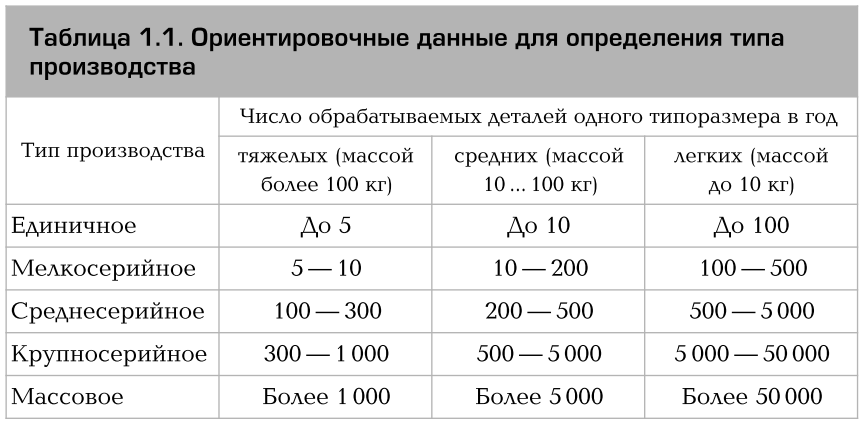 Таблица 1.1. Ориентировочные данные для определения типа
производства
Тип производства
Число обрабатываемых деталей одного типоразмера в год
тяжелых (массой
более 100 кг)
средних (массой
10 ... 100 кг)
легких (массой
до 10 кг)
Единичное До 5 До 10 До 100
Мелкосерийное 5 — 10 10 — 200 100 — 500
Среднесерийное 100 — 300 200 — 500 500 — 5 000
Крупносерийное 300 — 1 000 500 — 5 000 5 000 — 50 000
Массовое Более 1 000 Более 5 000 Более 50 000